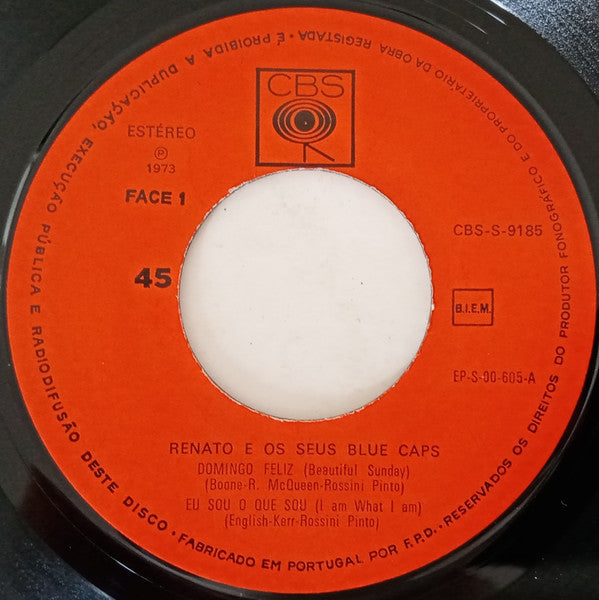 CBS
ESTÉREO
Ⓟ
1973
FACE 1
45
CBS-S-9185
B.I.E.M.
EP-S-90-605-A
RENATO E OS SEUS BLUE CAPS
DOMINGO FELIZ (Beautiful Sunday)
(Boone-R. McQueen-Rossini Pinto)
EU SOU O QUE SOU (I am What I am)
(English-Kerr-Rossini Pinto)
• FABRICADO EM PORTUGAL POR F.P.D. • RESERVADOS OS DIREITOS DO PRODUTOR FONOGRÁFICO E DO PROPRIETÁRIO DA OBRA REGISTADA • É PROIBIDA A DUPLICAÇÃO, EXECUÇÃO PÚBLICA E RADIODIFUSÃO DESTE DISCO